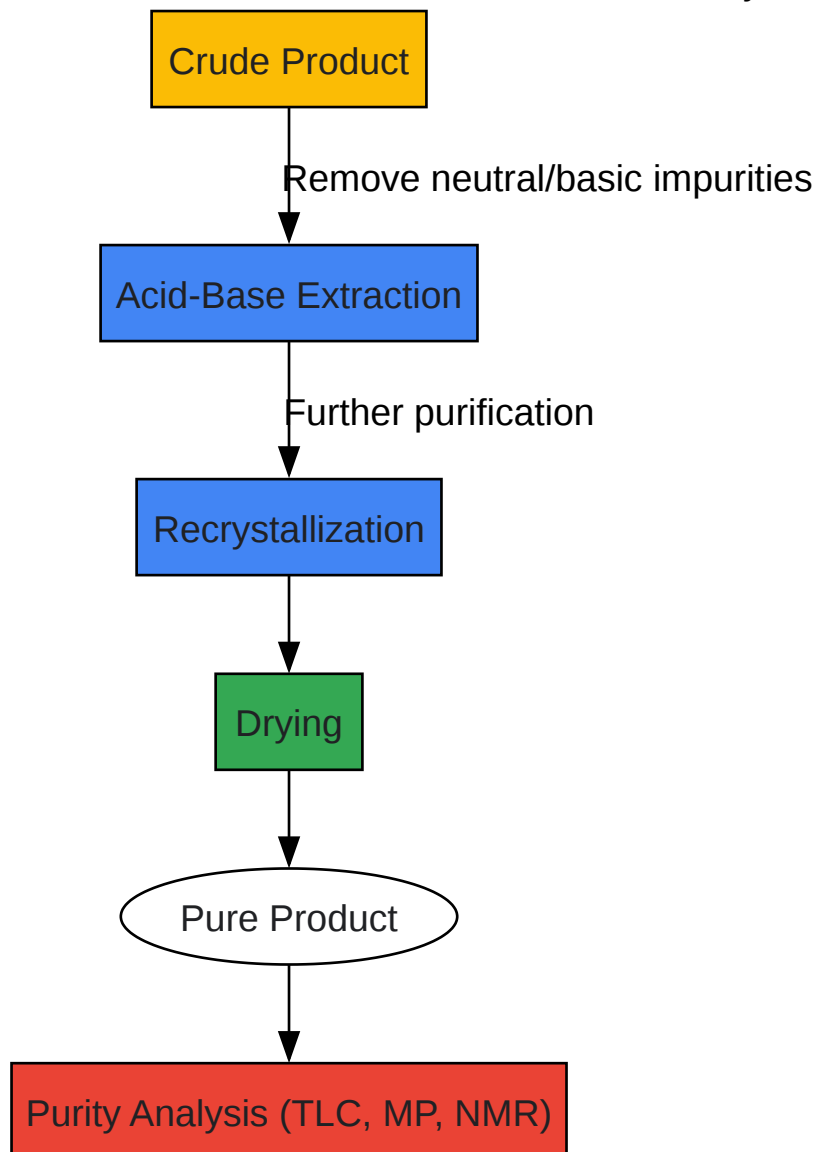 Crude Product
Remove neutral/basic impurities
Acid-Base Extraction
Further purification
Recrystallization
Drying
Pure Product
Purity Analysis (TLC, MP, NMR)